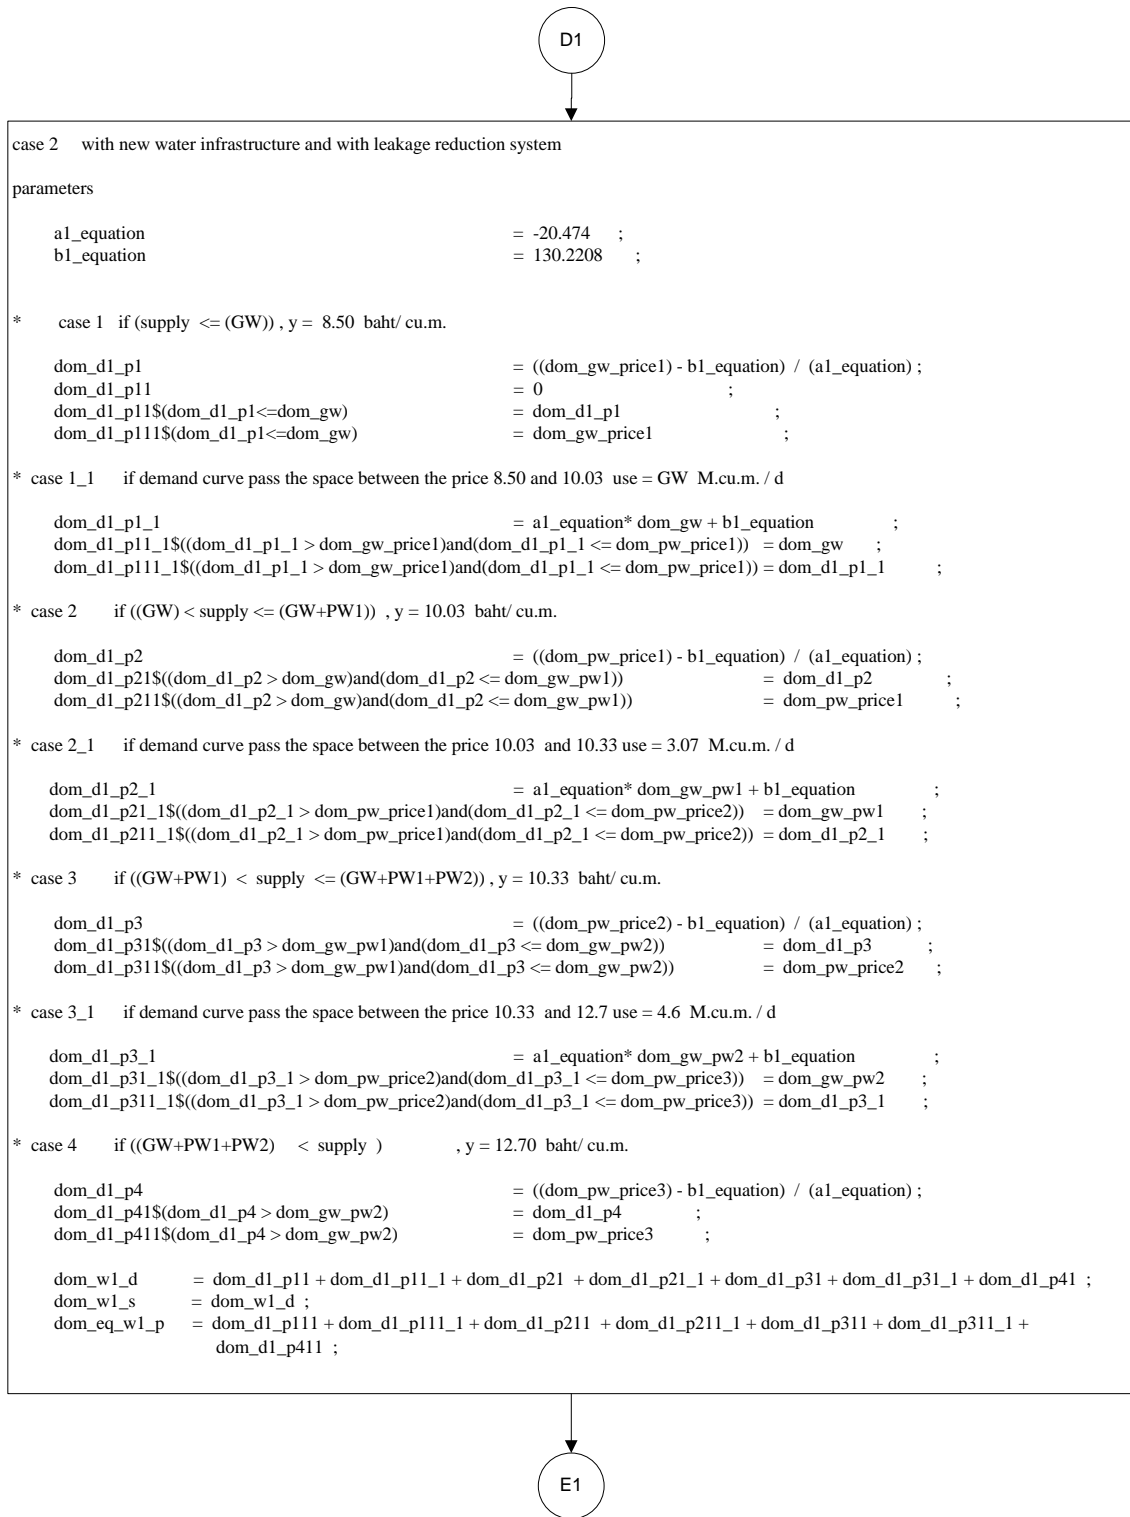 D1
case 2 with new water infrastructure and with leakage reduction system
parameters
a1_equation = -20.474 ;
b1_equation = 130.2208 ;
* case 1 if (supply <= (GW)) , y = 8.50 baht/ cu.m.
dom_d1_p1 = ((dom_gw_price1) - b1_equation) / (a1_equation) ;
dom_d1_p11 = 0 ;
dom_d1_p11$(dom_d1_p1<=dom_gw) = dom_d1_p1 ;
dom_d1_p111$(dom_d1_p1<=dom_gw) = dom_gw_price1 ;
* case 1_1 if demand curve pass the space between the price 8.50 and 10.03 use = GW M.cu.m. / d
dom_d1_p1_1 = a1_equation* dom_gw + b1_equation ;
dom_d1_p11_1$((dom_d1_p1_1 > dom_gw_price1)and(dom_d1_p1_1 <= dom_pw_price1)) = dom_gw ;
dom_d1_p111_1$((dom_d1_p1_1 > dom_gw_price1)and(dom_d1_p1_1 <= dom_pw_price1)) = dom_d1_p1_1 ;
* case 2 if ((GW) < supply <= (GW+PW1)) , y = 10.03 baht/ cu.m.
dom_d1_p2 = ((dom_pw_price1) - b1_equation) / (a1_equation) ;
dom_d1_p21$((dom_d1_p2 > dom_gw)and(dom_d1_p2 <= dom_gw_pw1)) = dom_d1_p2 ;
dom_d1_p211$((dom_d1_p2 > dom_gw)and(dom_d1_p2 <= dom_gw_pw1)) = dom_pw_price1 ;
* case 2_1 if demand curve pass the space between the price 10.03 and 10.33 use = 3.07 M.cu.m. / d
dom_d1_p2_1 = a1_equation* dom_gw_pw1 + b1_equation ;
dom_d1_p21_1$((dom_d1_p2_1 > dom_pw_price1)and(dom_d1_p2_1 <= dom_pw_price2)) = dom_gw_pw1 ;
dom_d1_p211_1$((dom_d1_p2_1 > dom_pw_price1)and(dom_d1_p2_1 <= dom_pw_price2)) = dom_d1_p2_1 ;
* case 3 if ((GW+PW1) < supply <= (GW+PW1+PW2)) , y = 10.33 baht/ cu.m.
dom_d1_p3 = ((dom_pw_price2) - b1_equation) / (a1_equation) ;
dom_d1_p31$((dom_d1_p3 > dom_gw_pw1)and(dom_d1_p3 <= dom_gw_pw2)) = dom_d1_p3 ;
dom_d1_p311$((dom_d1_p3 > dom_gw_pw1)and(dom_d1_p3 <= dom_gw_pw2)) = dom_pw_price2 ;
* case 3_1 if demand curve pass the space between the price 10.33 and 12.7 use = 4.6 M.cu.m. / d
dom_d1_p3_1 = a1_equation* dom_gw_pw2 + b1_equation ;
dom_d1_p31_1$((dom_d1_p3_1 > dom_pw_price2)and(dom_d1_p3_1 <= dom_pw_price3)) = dom_gw_pw2 ;
dom_d1_p311_1$((dom_d1_p3_1 > dom_pw_price2)and(dom_d1_p3_1 <= dom_pw_price3)) = dom_d1_p3_1 ;
* case 4 if ((GW+PW1+PW2) < supply ) , y = 12.70 baht/ cu.m.
dom_d1_p4 = ((dom_pw_price3) - b1_equation) / (a1_equation) ;
dom_d1_p41$(dom_d1_p4 > dom_gw_pw2) = dom_d1_p4 ;
dom_d1_p411$(dom_d1_p4 > dom_gw_pw2) = dom_pw_price3 ;
dom_w1_d = dom_d1_p11 + dom_d1_p11_1 + dom_d1_p21 + dom_d1_p21_1 + dom_d1_p31 + dom_d1_p31_1 + dom_d1_p41 ;
dom_w1_s = dom_w1_d ;
dom_eq_w1_p = dom_d1_p111 + dom_d1_p111_1 + dom_d1_p211 + dom_d1_p211_1 + dom_d1_p311 + dom_d1_p311_1 +
dom_d1_p411 ;
E1